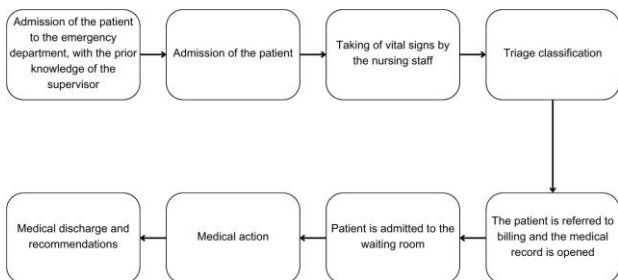 Admission of the patient
to the emergency
department, with the prior
knowledge of the
supervisor
Admission of the patient
Taking of vital signs by
the nursing staff
Triage classification
The patient is referred to
billing and the medical
record is opened
Patient is admitted to the
waiting room
Medical action
Medical discharge and
recommendations